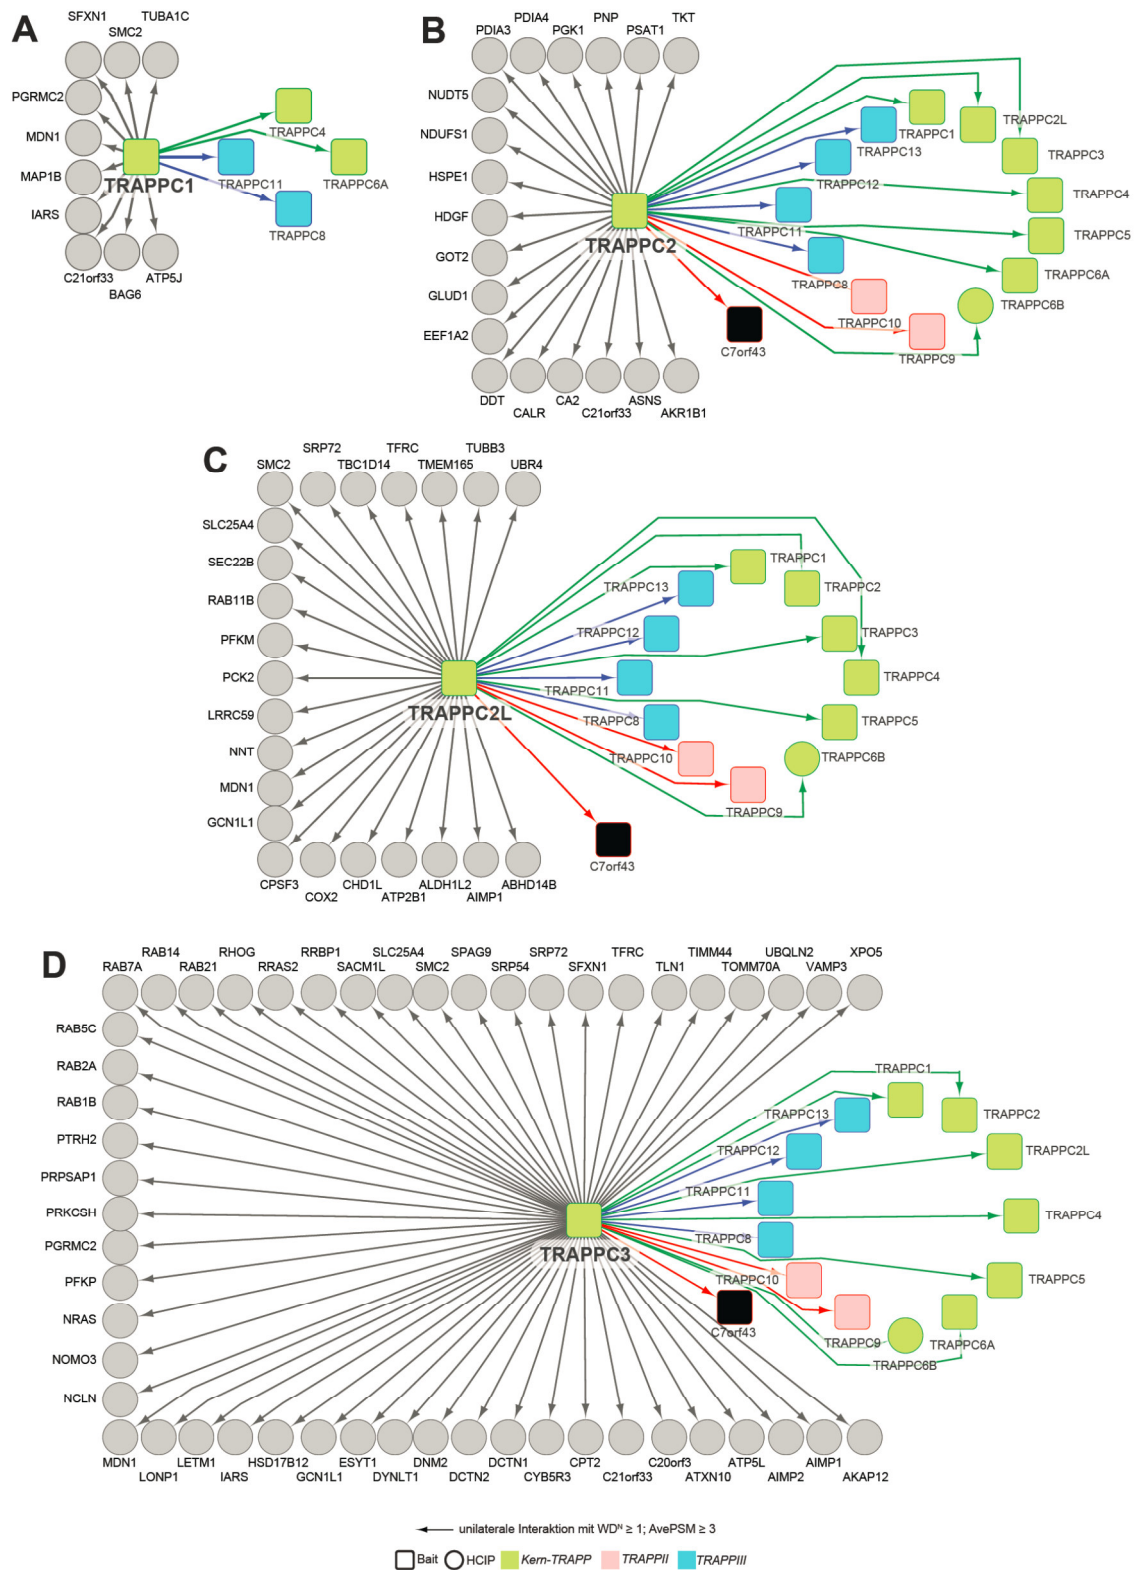 A
SFXN1
TUBA1C
SMC2
PGRMC2
MDN1
MAP1B
IARS
C21orf33
BAG6
ATP5J
TRAPPC1
TRAPPC4
TRAPPC11
TRAPPC6A
TRAPPC8
B
PDIA4
PNP
TKT
PDIA3
PGK1
PSAT1
NUDT5
NDUFS1
HSPE1
HDGF
GOT2
GLUD1
EEF1A2
DDT
CALR
CA2
C21orf33
ASNS
AKR1B1
TRAPPC2
TRAPPC2L
TRAPPC1
TRAPPC13
TRAPPC3
TRAPPC12
TRAPPC4
TRAPPC11
TRAPPC5
TRAPPC8
TRAPPC6A
TRAPPC6B
TRAPPC10
TRAPPC9
C7orf43
C
SRP72
TFRC
TUBB3
SMC2
TBC1D14
TMEM165
UBR4
SLC25A4
SEC22B
RAB11B
PFKM
PCK2
LRRC59
NNT
MDN1
GCN1L1
CPSF3
COX2
CHD1L
ATP2B1
ALDH1L2
AIMP1
ABHD14B
TRAPPC2L
TRAPPC1
TRAPPC13
TRAPPC2
TRAPPC12
TRAPPC3
TRAPPC4
TRAPPC11
TRAPPC8
TRAPPC5
TRAPPC10
TRAPPC6B
TRAPPC9
C7orf43
D
RAB14
RHOG
RRBP1
SLC25A4
SPAG9
SRP72
TFRC
TIMM44
UBQLN2
XPO5
RAB7A
RAB21
RRAS2
SACM1L
SMC2
SRP54
SFXN1
TLN1
TOMM70A
VAMP3
RAB5C
RAB2A
RAB1B
PTRH2
PRPSAP1
PRKCSH
PGRMC2
PFKP
NRAS
NOMO3
NCLN
MDN1
LETM1
HSD17B12
ESYT1
DNM2
DCTN1
CPT2
C20orf3
ATP5L
AIMP1
LONP1
IARS
GCN1L1
DYNLT1
DCTN2
CYB5R3
C21orf33
ATXN10
AIMP2
AKAP12
TRAPPC3
TRAPPC1
TRAPPC13
TRAPPC2
TRAPPC12
TRAPPC2L
TRAPPC11
TRAPPC4
TRAPPC8
TRAPPC10
TRAPPC5
C7orf43
TRAPPC9
TRAPPC6A
TRAPPC6B
unilaterale Interaktion mit WDᴺ ≥ 1; AvePSM ≥ 3
Bait HCIP Kern-TRAPP TRAPPII TRAPPIII